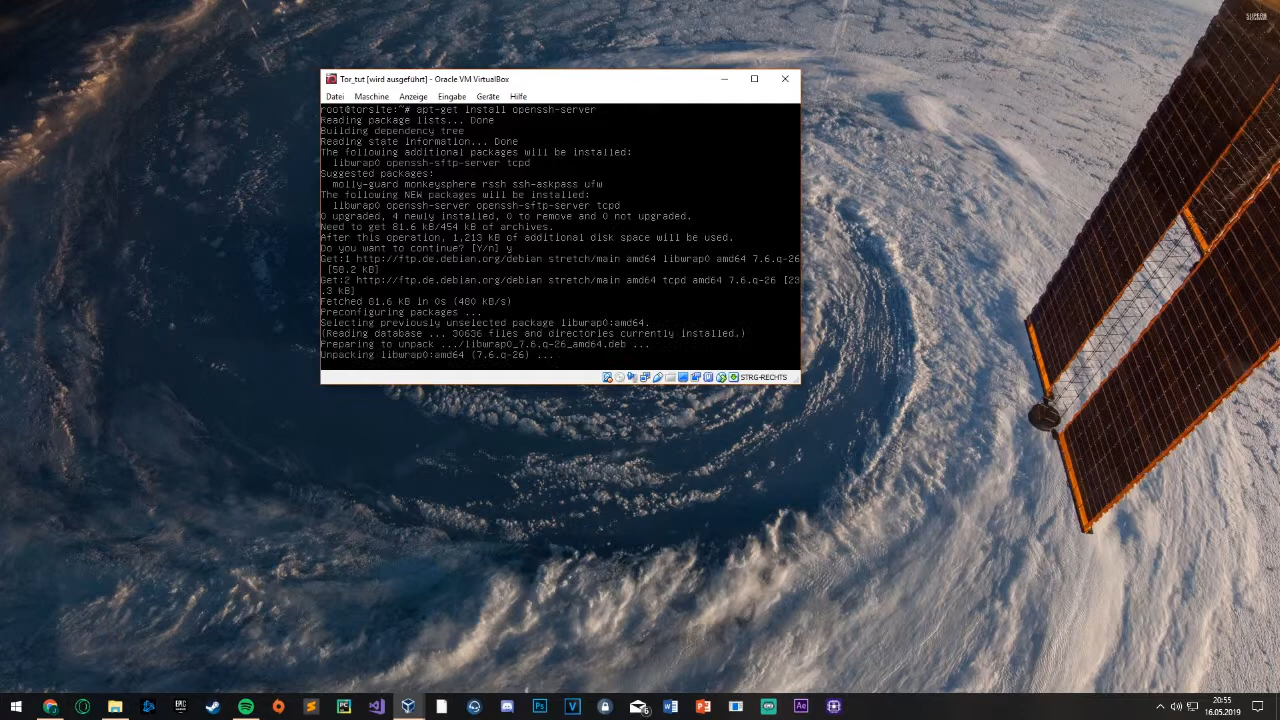 SUPERB
Tor_tut [wird ausgeführt] - Oracle VM VirtualBox
Datei Maschine Anzeige Eingabe Geräte Hilfe
root@torsite:~# apt-get install openssh-server
Reading package lists... Done
Building dependency tree
Reading state information... Done
The following additional packages will be installed:
libwrap0 openssh-sftp-server tcpd
Suggested packages:
molly-guard monkeysphere rssh ssh-askpass ufw
The following NEW packages will be installed:
libwrap0 openssh-server openssh-sftp-server tcpd
0 upgraded, 4 newly installed, 0 to remove and 0 not upgraded.
Need to get 81.6 kB/454 kB of archives.
After this operation, 1,213 kB of additional disk space will be used.
Do you want to continue? [Y/n] y
Get:1 http://ftp.de.debian.org/debian stretch/main amd64 libwrap0 amd64 7.6.q-26
[58.2 kB]
Get:2 http://ftp.de.debian.org/debian stretch/main amd64 tcpd amd64 7.6.q-26 [23
.3 kB]
Fetched 81.6 kB in 0s (480 kB/s)
Preconfiguring packages ...
Selecting previously unselected package libwrap0:amd64.
(Reading database ... 30636 files and directories currently installed.)
Preparing to unpack .../libwrap0_7.6.q-26_amd64.deb ...
Unpacking libwrap0:amd64 (7.6.q-26) ...
STRG-RECHTS
EPIC
PC
Ps
V
6
W
P
Ae
20:55
16.05.2019